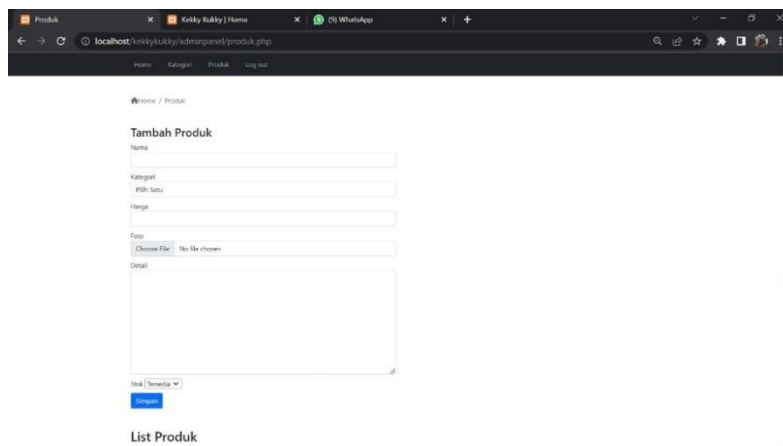 Produk
Kekky Kukky | Home
(9) WhatsApp
localhost/kekkykukky/adminpanel/produk.php
Home Kategori Produk Log out
Home / Produk
Tambah Produk
Nama
Kategori
Pilih Satu
Harga
Foto
Choose File No file chosen
Detail
Stok Tersedia
Simpan
List Produk